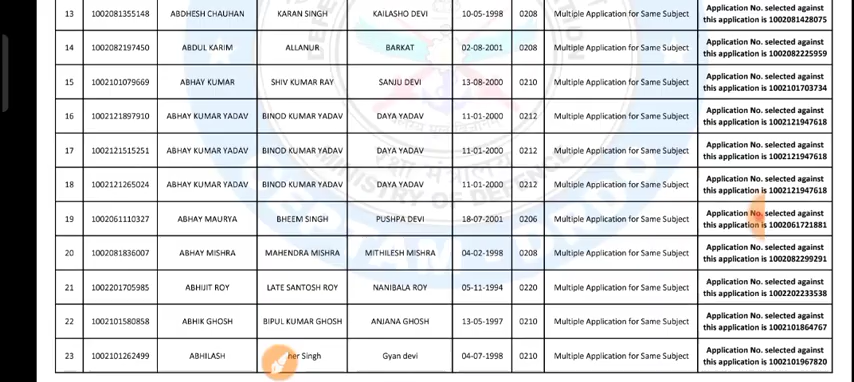 13 1002081355148 ABDHESH CHAUHAN KARAN SINGH KAILASHO DEVI 10-05-1998 0208 Multiple Application for Same Subject Application No. selected against
this application is 1002081428075
14 1002082197450 ABDUL KARIM ALLANUR BARKAT 02-08-2001 0208 Multiple Application for Same Subject Application No. selected against
this application is 1002082225959
15 1002101079669 ABHAY KUMAR SHIV KUMAR RAY SANJU DEVI 13-08-2000 0210 Multiple Application for Same Subject Application No. selected against
this application is 1002101703734
16 1002121897910 ABHAY KUMAR YADAV BINOD KUMAR YADAV DAYA YADAV 11-01-2000 0212 Multiple Application for Same Subject Application No. selected against
this application is 1002121947618
17 1002121515251 ABHAY KUMAR YADAV BINOD KUMAR YADAV DAYA YADAV 11-01-2000 0212 Multiple Application for Same Subject Application No. selected against
this application is 1002121947618
18 1002121265024 ABHAY KUMAR YADAV BINOD KUMAR YADAV DAYA YADAV 11-01-2000 0212 Multiple Application for Same Subject Application No. selected against
this application is 1002121947618
19 1002061110327 ABHAY MAURYA BHEEM SINGH PUSHPA DEVI 18-07-2001 0206 Multiple Application for Same Subject Application No. selected against
this application is 1002061721881
20 1002081836007 ABHAY MISHRA MAHENDRA MISHRA MITHILESH MISHRA 04-02-1998 0208 Multiple Application for Same Subject Application No. selected against
this application is 1002082299291
21 1002201705985 ABHIJIT ROY LATE SANTOSH ROY NANIBALA ROY 05-11-1994 0220 Multiple Application for Same Subject Application No. selected against
this application is 1002202233538
22 1002101580858 ABHIK GHOSH BIPUL KUMAR GHOSH ANJANA GHOSH 13-05-1997 0210 Multiple Application for Same Subject Application No. selected against
this application is 1002101864767
23 1002101262499 ABHILASH her Singh Gyan devi 04-07-1998 0210 Multiple Application for Same Subject Application No. selected against
this application is 1002101967820
MINISTRY OF DEFENCE